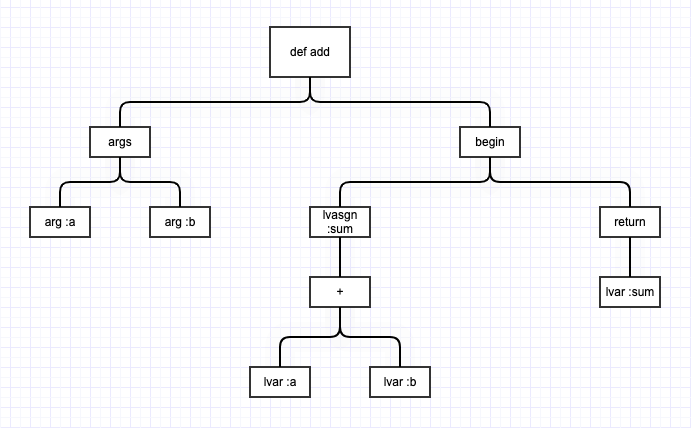 def add
args
begin
arg :a
arg :b
lvasgn
:sum
return
+
lvar :sum
lvar :a
lvar :b